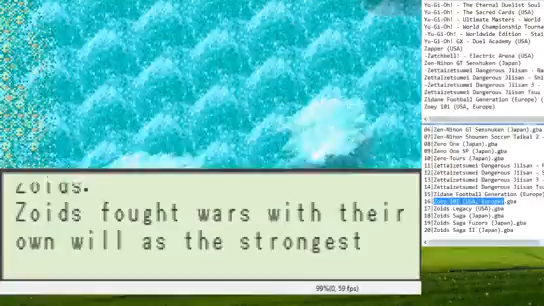 Zoids.
Zoids fought wars with their
own will as the strongest
99%(0, 59 fps)
Yu-Gi-Oh! - The Eternal Duelist Soul
Yu-Gi-Oh! - The Sacred Cards (USA)
Yu-Gi-Oh! - Ultimate Masters - World
Yu-Gi-Oh! - World Championship Tourna
-Yu-Gi-Oh! - Worldwide Edition - Stai
Yu-Gi-Oh! GX - Duel Academy (USA)
Zapper (USA)
-Zatchbell! - Electric Arena (USA)
Zen-Nihon GT Senshuken (Japan)
-Zettaizetsumei Dangerous Jiisan - Na
-Zettaizetsumei Dangerous Jiisan - Shi
-Zettaizetsumei Dangerous Jiisan 3 -
Zettaizetsumei Dangerous Jiisan Tsuu
Zidane Football Generation (Europe) (
Zoey 101 (USA, Europe)
06|Zen-Nihon GT Senshuken (Japan).gba
07|Zen-Nihon Shounen Soccer Taikai 2 -
08|Zero One (Japan).gba
09|Zero One SP (Japan).gba
10|Zero-Tours (Japan).gba
11|Zettaizetsumei Dangerous Jiisan -
12|Zettaizetsumei Dangerous Jiisan - S
13|Zettaizetsumei Dangerous Jiisan 3 -
14|Zettaizetsumei Dangerous Jiisan Tsuu
15|Zidane Football Generation (Europe)
16|Zoey 101 (USA, Europe).gba
17|Zoids Legacy (USA).gba
18|Zoids Saga (Japan).gba
19|Zoids Saga Fuzors (Japan).gba
20|Zoids Saga II (Japan).gba